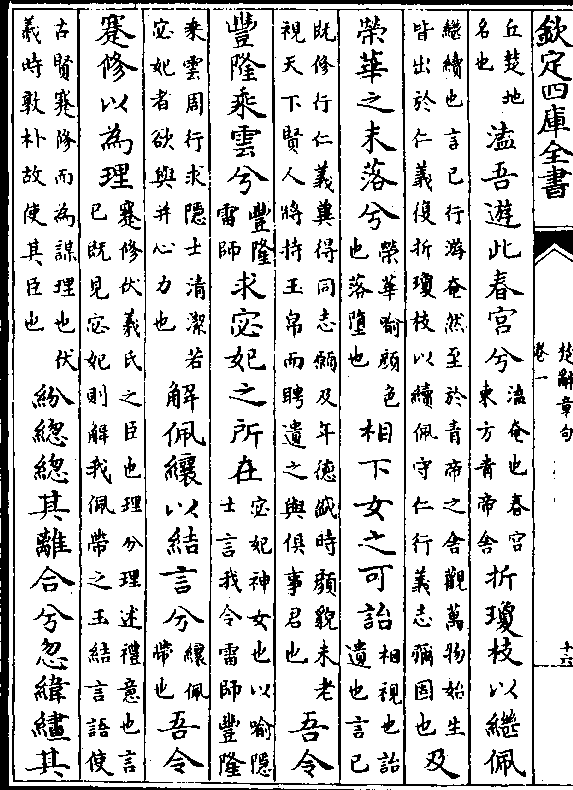 欽定四庫全書
楚辭章句
卷一
十六
丘楚地
名也
溘吾遊此春宫兮
溘奄也春宫
東方青帝舍
折瓊枝以繼佩
繼續也言己行游奄然至於青帝之舍觀萬物始生
皆出於仁義復折瓊枝以續佩守仁行義志彌固也
及
榮華之未落兮
榮華喻顔色
也落墮也
相下女之可詒
相視也詒
遺也言己
既修行仁義冀得同志願及年德盛時顔貌未老
視天下賢人將持玉帛而聘遺之與俱事君也
吾令
豐隆乗雲兮
豐隆
雷師
求宓妃之所在
宓妃神女也以喻隱
士言我令雷師豐隆
乗雲周行求隱士清潔若
宓妃者欲與并心力也
解佩纕以結言兮
纕佩
帶也
吾令
蹇修以為理
蹇修伏義氏之臣也理分理述禮意也言
已既見宓妃則解我佩帶之玉結言語使
古賢蹇修而為謀理也伏
義時敦朴故使其臣也
紛緫緫其離合兮忽緯繣其